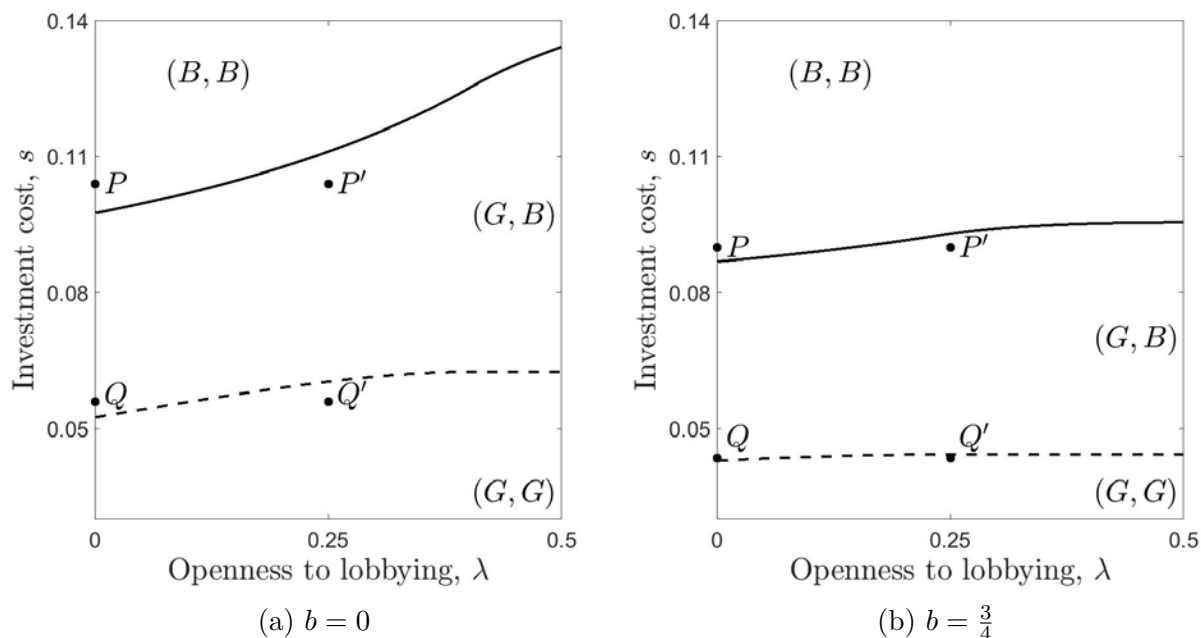 0.14
(B, B)
0.11
P
P′
(G, B)
0.08
Q
Q′
0.05
(G, G)
0
0.25
0.5
Investment cost, s
Openness to lobbying, λ
(a) b = 0
0.14
(B, B)
0.11
P
P′
0.08
(G, B)
0.05
Q
Q′
(G, G)
0
0.25
0.5
Investment cost, s
Openness to lobbying, λ
(b) b = 3/4